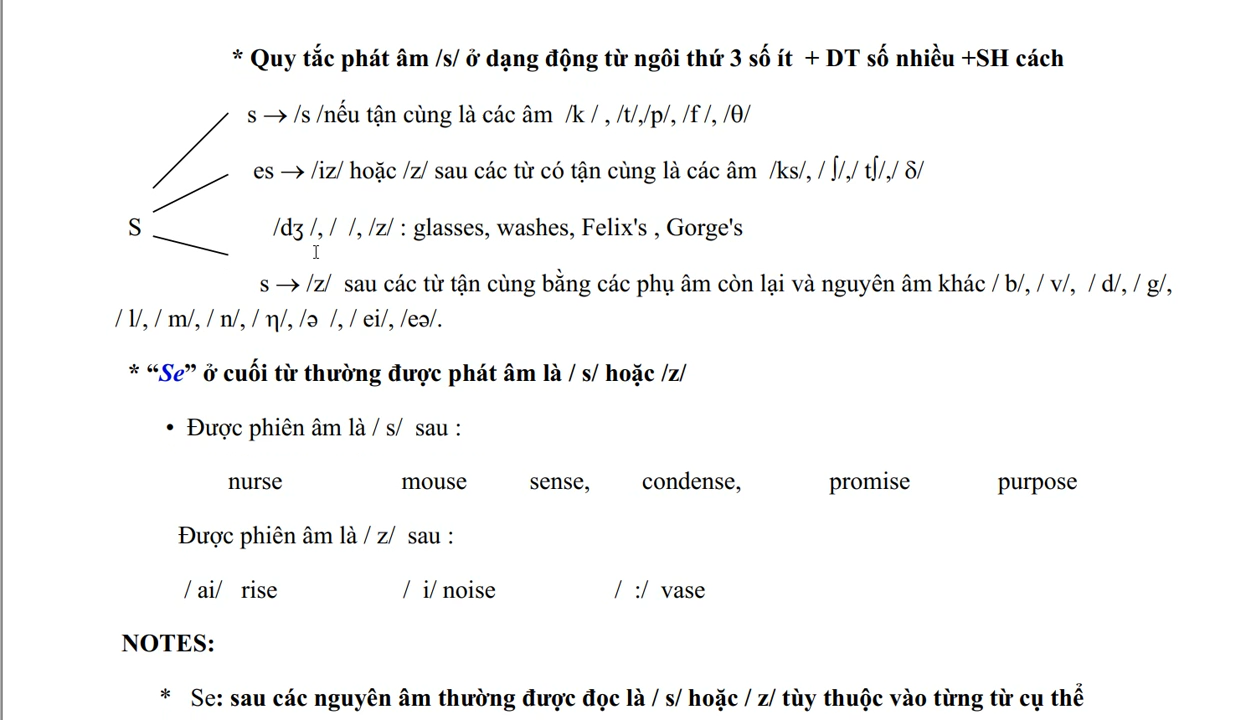 * Quy tắc phát âm /s/ ở dạng động từ ngôi thứ 3 số ít + DT số nhiều +SH cách
s → /s /nếu tận cùng là các âm /k / , /t/,/p/, /f /, /θ/
es → /iz/ hoặc /z/ sau các từ có tận cùng là các âm /ks/, / ʃ/,/ tʃ/,/ δ/
S /dʒ /, / /, /z/ : glasses, washes, Felix's , Gorge's
s → /z/ sau các từ tận cùng bằng các phụ âm còn lại và nguyên âm khác / b/, / v/, / d/, / g/,
/ l/, / m/, / n/, / η/, /ə /, / ei/, /eə/.
* “Se” ở cuối từ thường được phát âm là / s/ hoặc /z/
• Được phiên âm là / s/ sau :
nurse mouse sense, condense, promise purpose
Được phiên âm là / z/ sau :
/ ai/ rise / i/ noise / :/ vase
NOTES:
* Se: sau các nguyên âm thường được đọc là / s/ hoặc / z/ tùy thuộc vào từng từ cụ thể